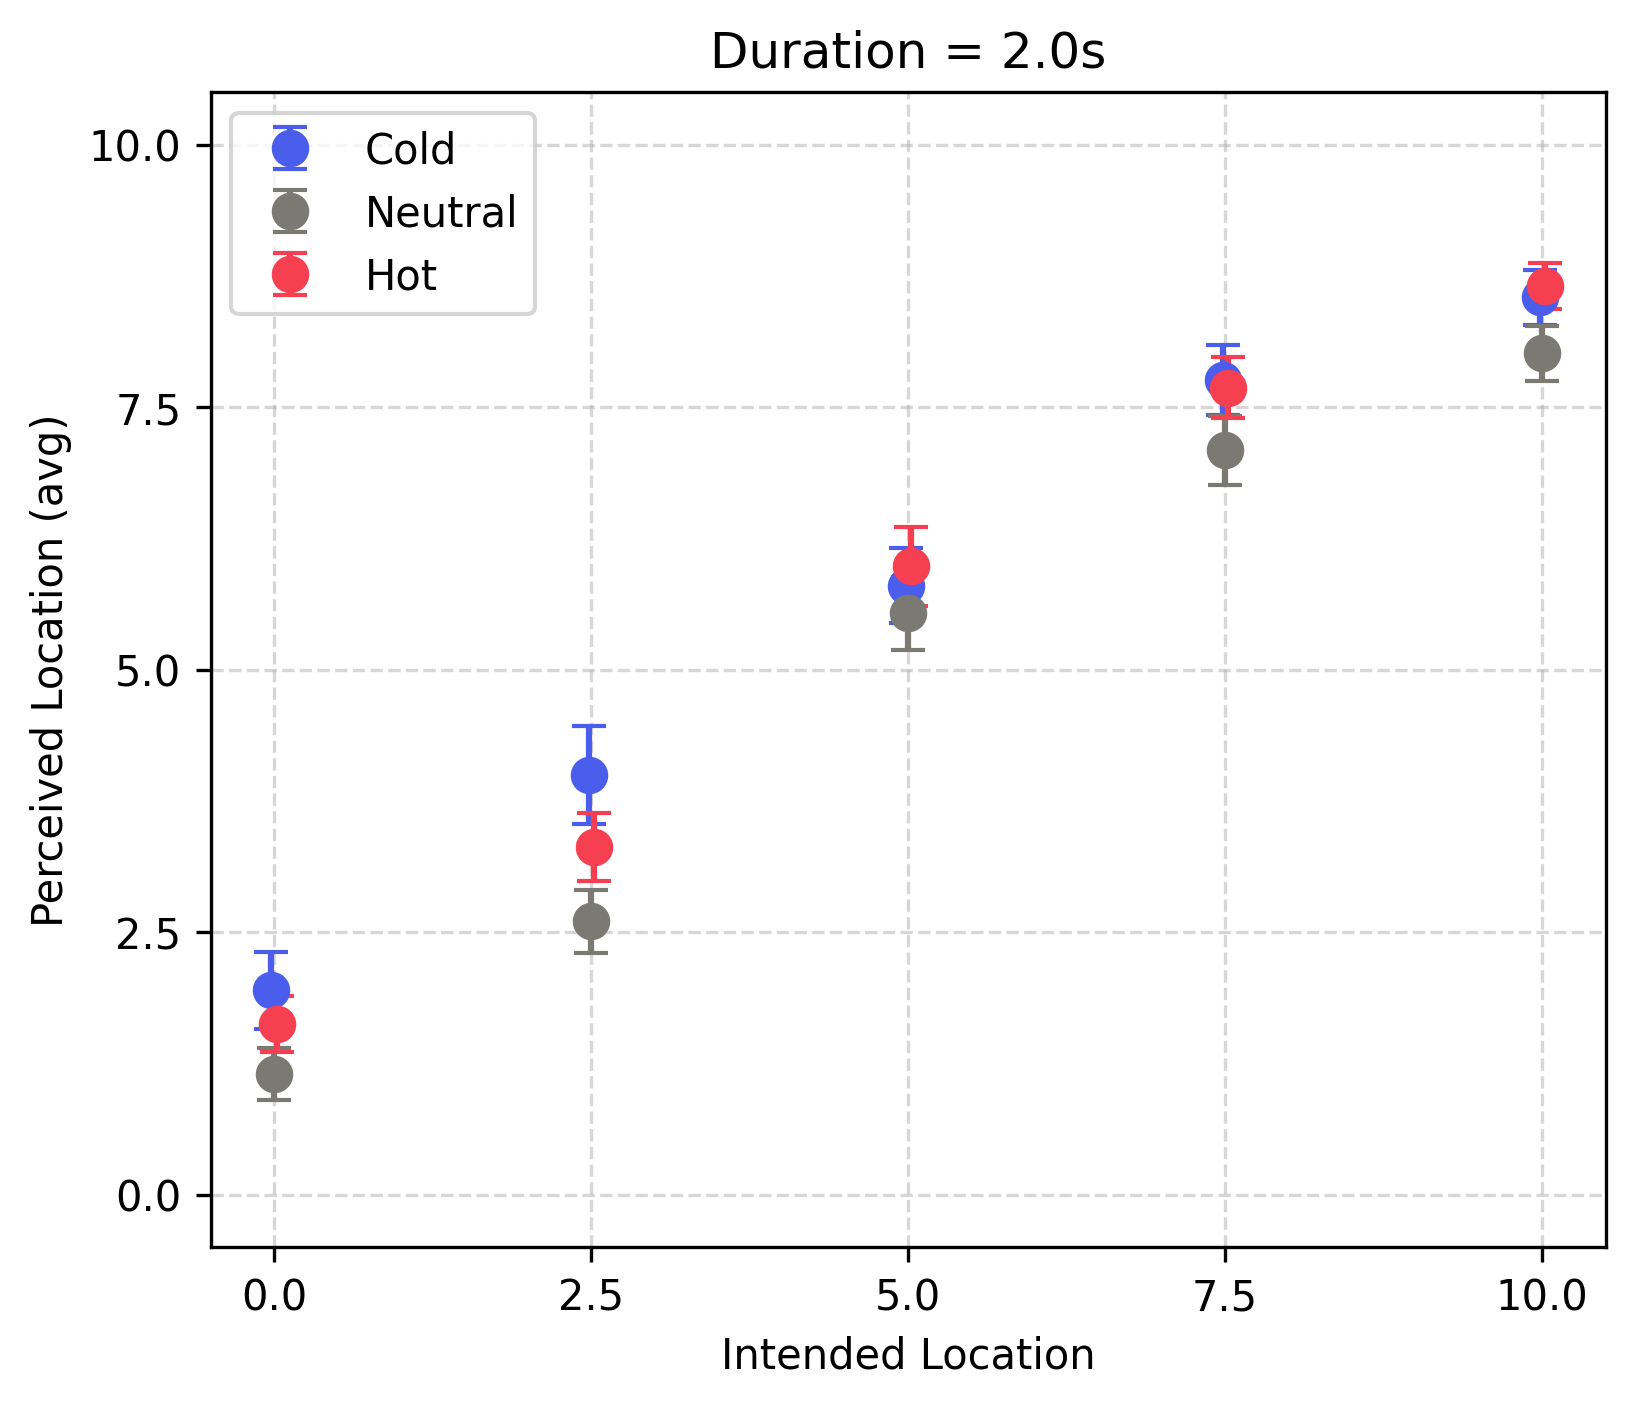 Duration = 2.0s
Cold
Neutral
Hot
10.0
7.5
5.0
2.5
0.0
Perceived Location (avg)
0.0 2.5 5.0 7.5 10.0
Intended Location